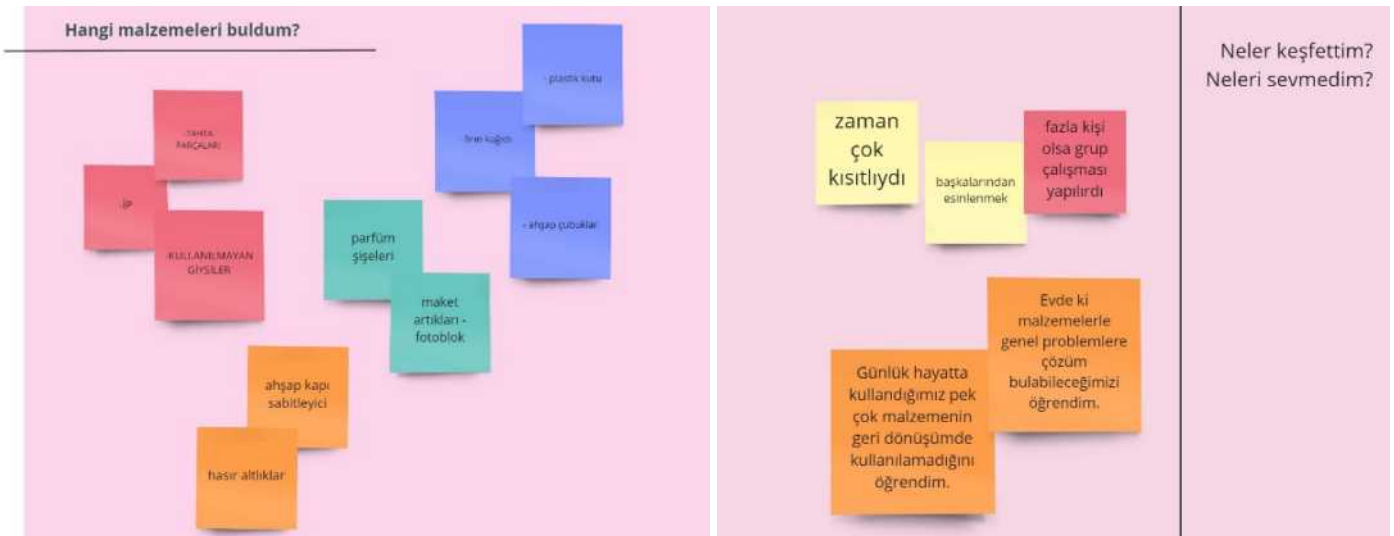 Hangi malzemeleri buldum?
-TAHTA
PARÇALARI
-İP
-KULLANILMAYAN
GİYSİLER
- plastik kutu
- fırın kağıdı
- ahşap çubuklar
parfüm
şişeleri
maket
artıkları -
fotoblok
ahşap kapı
sabitleyici
hasır altlıklar
Neler keşfettim?
Neleri sevmedim?
zaman
çok
kısıtlıydı
başkalarından
esinlenmek
fazla kişi
olsa grup
çalışması
yapılırdı
Evde ki
malzemelerle
genel problemlere
çözüm
bulabileceğimizi
öğrendim.
Günlük hayatta
kullandığımız pek
çok malzemenin
geri dönüşümde
kullanılamadığını
öğrendim.